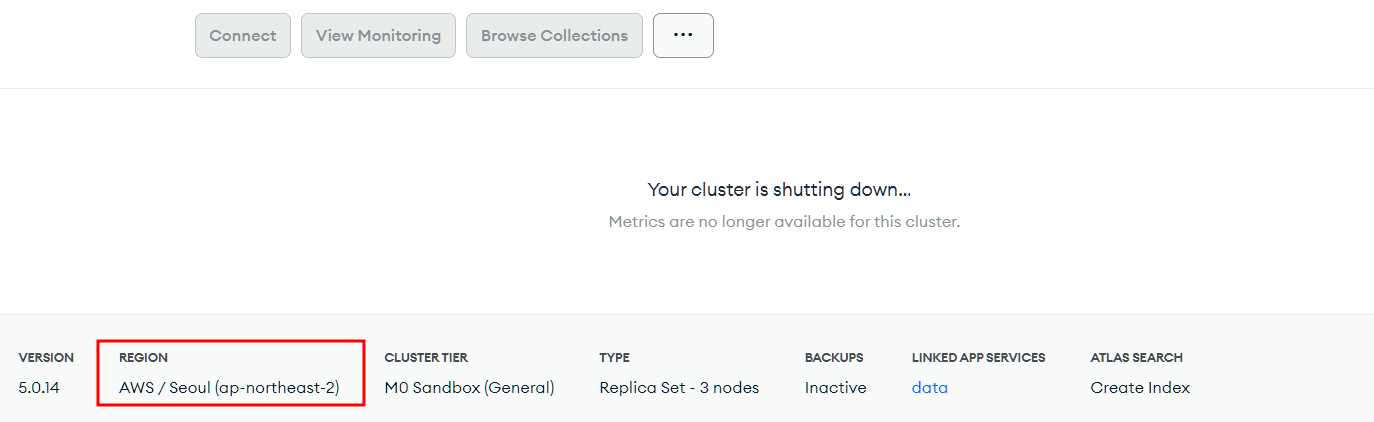 Connect View Monitoring Browse Collections ...
Your cluster is shutting down...
Metrics are no longer available for this cluster.
VERSION REGION CLUSTER TIER TYPE BACKUPS LINKED APP SERVICES ATLAS SEARCH
5.0.14 AWS / Seoul (ap-northeast-2) M0 Sandbox (General) Replica Set - 3 nodes Inactive data Create Index